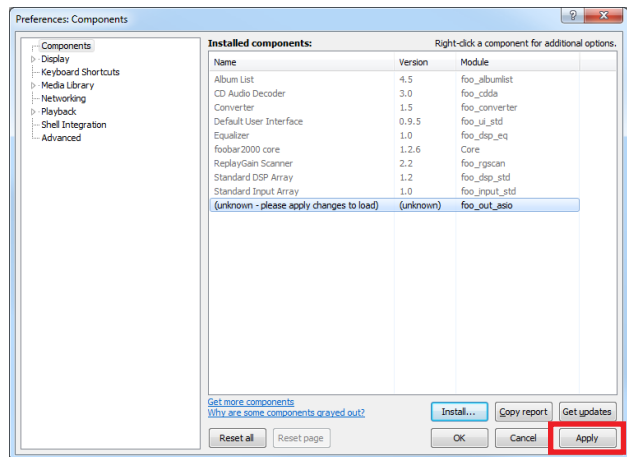 Preferences: Components
Components
Display
Keyboard Shortcuts
Media Library
Networking
Playback
Shell Integration
Advanced
Installed components: Right-click a component for additional options.
Name Version Module
Album List 4.5 foo_albumlist
CD Audio Decoder 3.0 foo_cdda
Converter 1.5 foo_converter
Default User Interface 0.9.5 foo_ui_std
Equalizer 1.0 foo_dsp_eq
foobar2000 core 1.2.6 Core
ReplayGain Scanner 2.2 foo_rgscan
Standard DSP Array 1.2 foo_dsp_std
Standard Input Array 1.0 foo_input_std
(unknown - please apply changes to load) (unknown) foo_out_asio
Get more components
Why are some components grayed out?
Install... Copy report Get updates
Reset all Reset page OK Cancel Apply